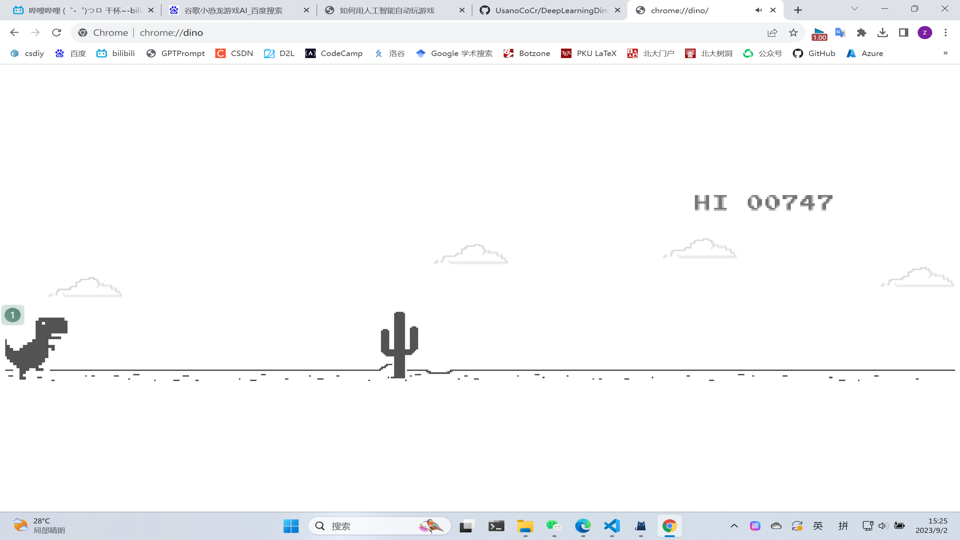 哔哩哔哩 (゜-゜)つロ 干杯~-bili
谷歌小恐龙游戏AI_百度搜索
如何用人工智能自动玩游戏
UsanoCoCr/DeepLearningDin
chrome://dino/
Chrome | chrome://dino
1.00
z
csdiy
百度
bilibili
GPTPrompt
CSDN
D2L
CodeCamp
洛谷
Google 学术搜索
Botzone
PKU LaTeX
北大门户
北大树洞
公众号
GitHub
Azure
»
HI 00747
1
28°C
局部晴朗
搜索
英
拼
15:25
2023/9/2